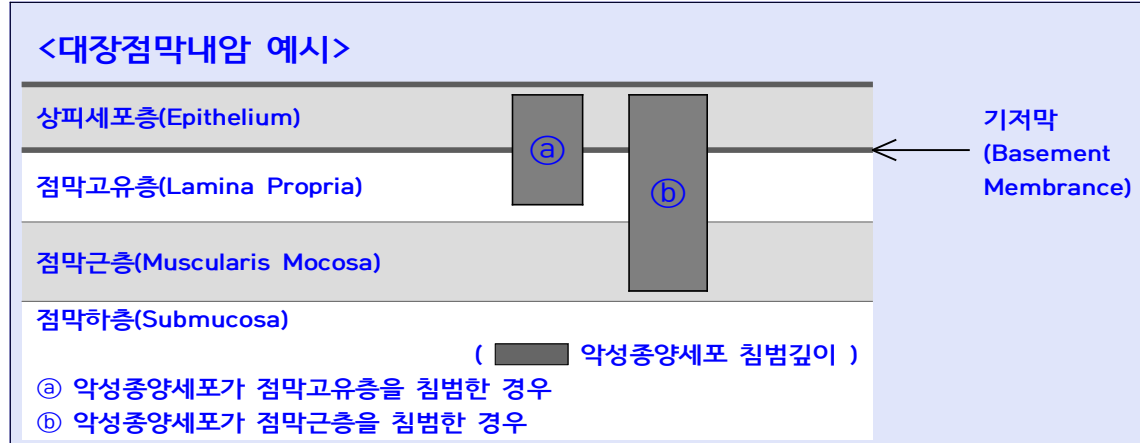 <대장점막내암 예시>
상피세포층(Epithelium)
ⓐ
기저막
(Basement
Membrance)
점막고유층(Lamina Propria)
ⓑ
점막근층(Muscularis Mocosa)
점막하층(Submucosa)
( 악성종양세포 침범깊이 )
ⓐ 악성종양세포가 점막고유층을 침범한 경우
ⓑ 악성종양세포가 점막근층을 침범한 경우